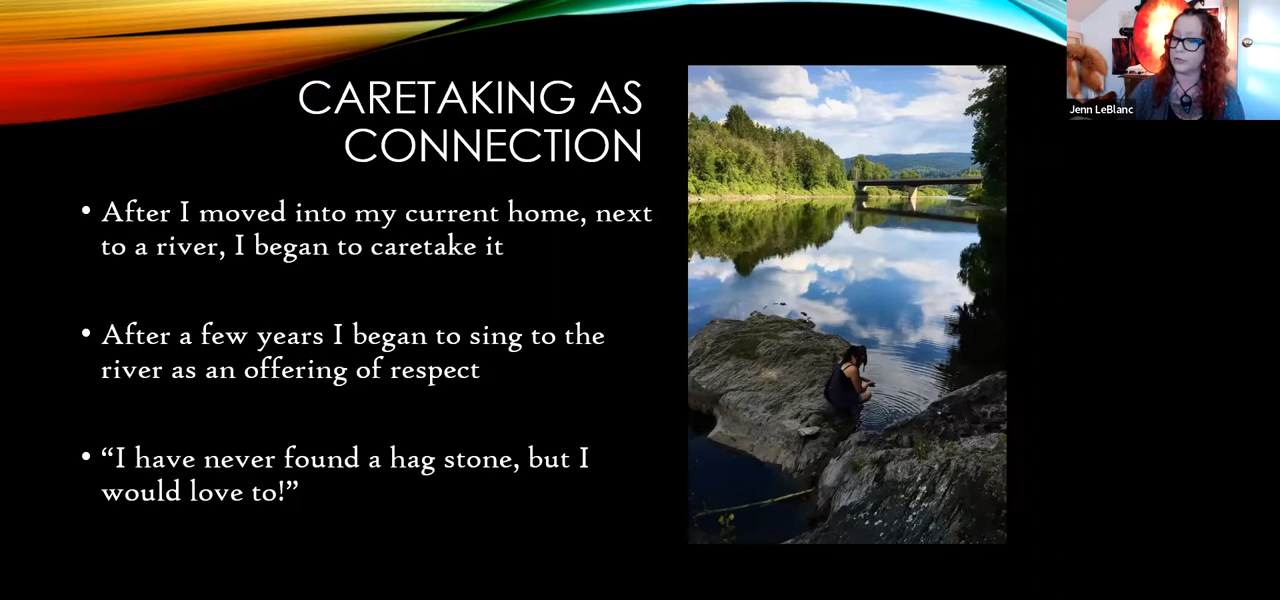 CARETAKING AS
CONNECTION
• After I moved into my current home, next
to a river, I began to caretake it
• After a few years I began to sing to the
river as an offering of respect
• “I have never found a hag stone, but I
would love to!”
Jenn LeBlanc